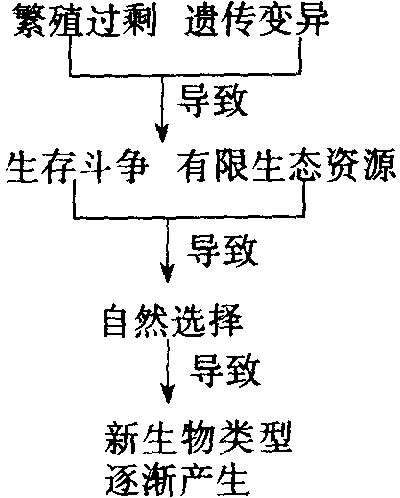 繁殖过剩 遗传变异
导致
生存斗争 有限生态资源
导致
自然选择
导致
新生物类型
逐渐产生